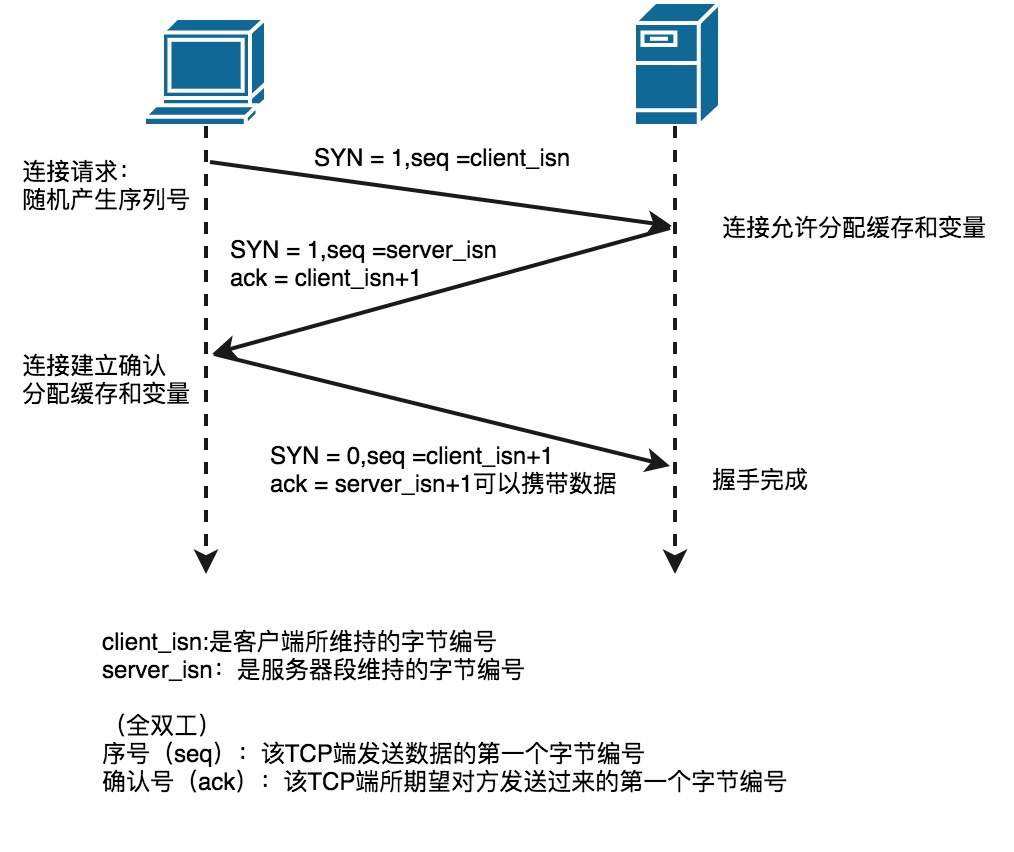 SYN = 1,seq =client_isn
连接请求：
随机产生序列号
连接允许分配缓存和变量
SYN = 1,seq =server_isn
ack = client_isn+1
连接建立确认
分配缓存和变量
SYN = 0,seq =client_isn+1
ack = server_isn+1可以携带数据
握手完成
client_isn:是客户端所维持的字节编号
server_isn：是服务器段维持的字节编号
（全双工）
序号（seq）：该TCP端发送数据的第一个字节编号
确认号（ack）：该TCP端所期望对方发送过来的第一个字节编号